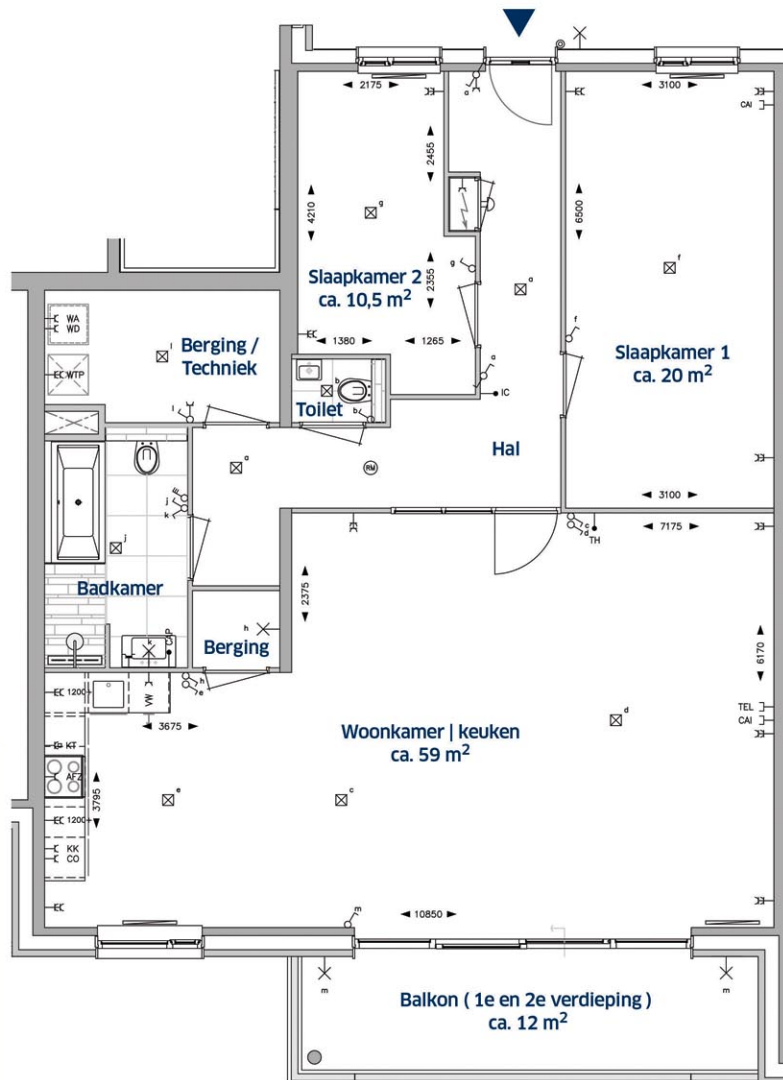 2175
3100
CAI
a
2455
4210
g
6500
Slaapkamer 2
ca. 10,5 m²
g
2355
a
f
WA
WD
l
Berging /
Techniek
f
1380
1265
Slaapkamer 1
ca. 20 m²
WTP
b
a
Toilet
b
IC
l
Hal
a
RM
j
k
3100
c
d
TH
7175
j
Badkamer
2375
h
k
CAP
Berging
6170
1200
VW
h
e
3675
TEL
CAI
d
Woonkamer | keuken
ca. 59 m²
KT
AFZ
3795
e
c
1200
KK
CO
m
10850
m
m
Balkon ( 1e en 2e verdieping )
ca. 12 m²